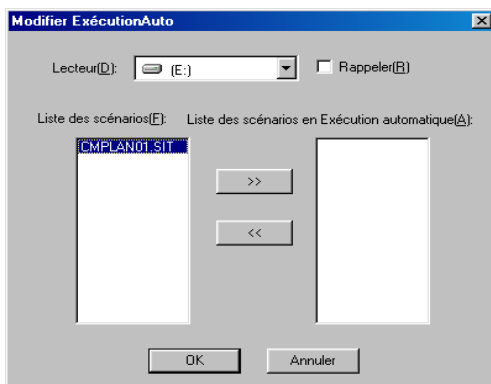 Modifier ExécutionAuto
Lecteur(D): (E:) Rappeler(R)
Liste des scénarios(F): Liste des scénarios en Exécution automatique(A):
CMPLAN01.SIT
>>
<<
OK Annuler